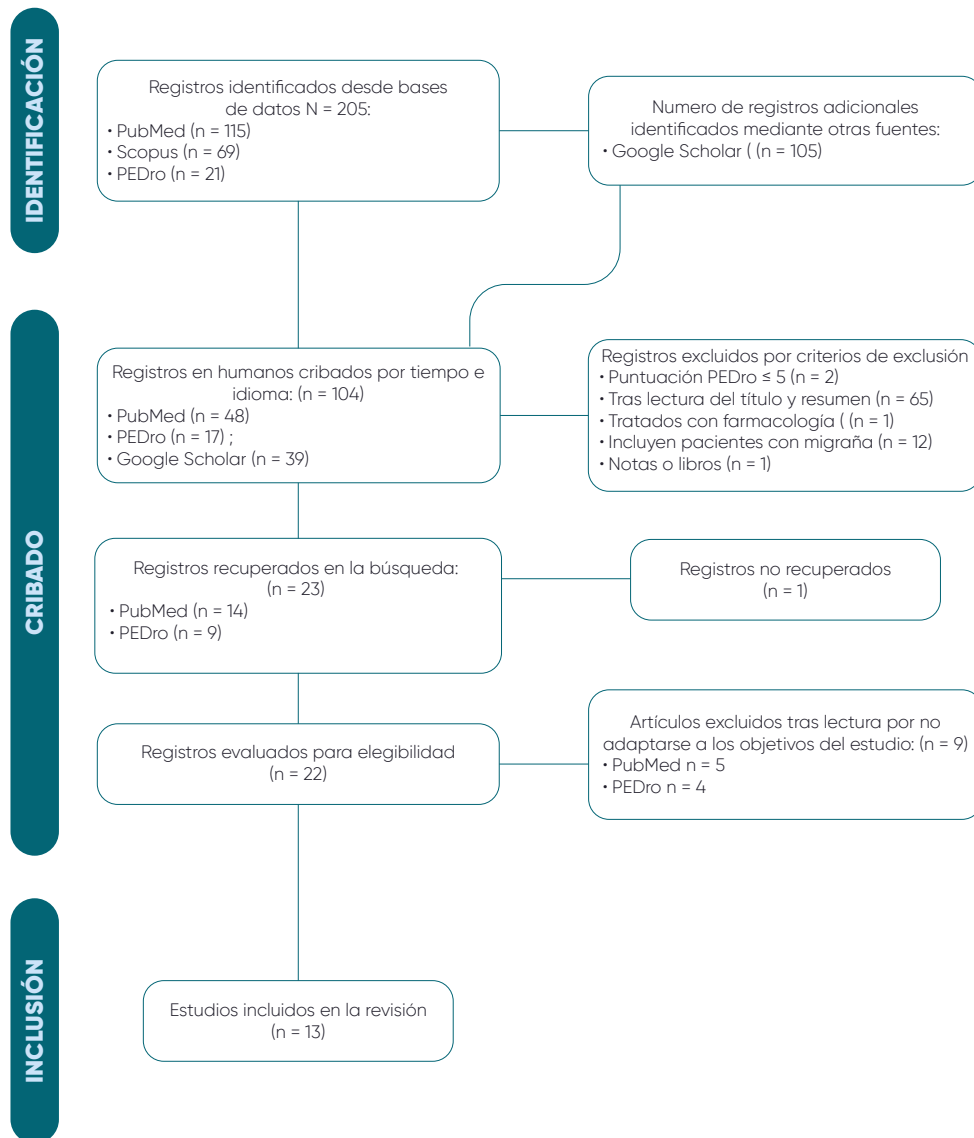 IDENTIFICACIÓN
Registros identificados desde bases
de datos N = 205:
• PubMed (n = 115)
• Scopus (n = 69)
• PEDro (n = 21)
Numero de registros adicionales
identificados mediante otras fuentes:
• Google Scholar ( (n = 105)
CRIBADO
Registros en humanos cribados por tiempo e
idioma: (n = 104)
• PubMed (n = 48)
• PEDro (n = 17) ;
• Google Scholar (n = 39)
Registros excluidos por criterios de exclusión
• Puntuación PEDro ≤ 5 (n = 2)
• Tras lectura del título y resumen (n = 65)
• Tratados con farmacología ( (n = 1)
• Incluyen pacientes con migraña (n = 12)
• Notas o libros (n = 1)
Registros recuperados en la búsqueda:
(n = 23)
• PubMed (n = 14)
• PEDro (n = 9)
Registros no recuperados
(n = 1)
Registros evaluados para elegibilidad
(n = 22)
Artículos excluidos tras lectura por no
adaptarse a los objetivos del estudio: (n = 9)
• PubMed n = 5
• PEDro n = 4
INCLUSIÓN
Estudios incluidos en la revisión
(n = 13)